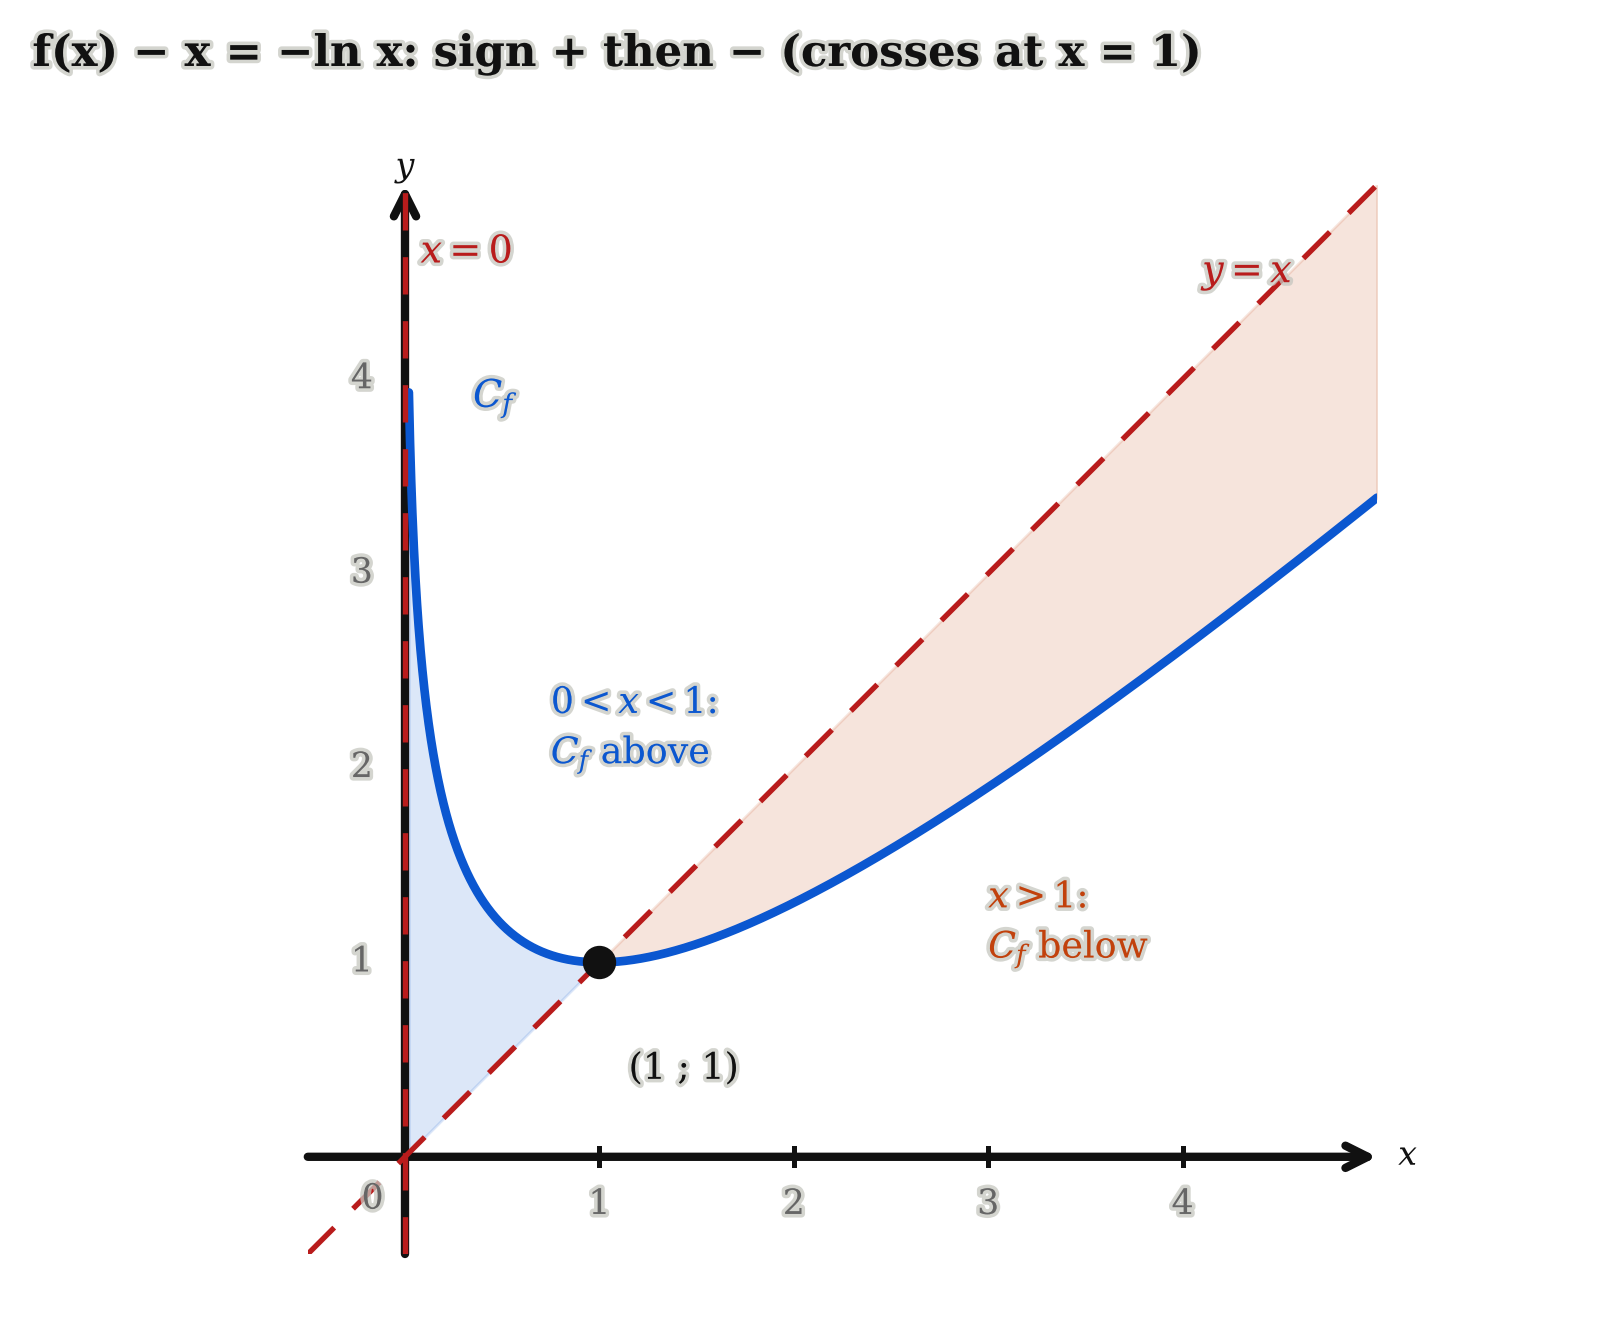 f(x) − x = −ln x: sign + then − (crosses at x = 1)
y
x = 0
y = x
4
C_f
3
0 < x < 1:
C_f above
2
x > 1:
C_f below
1
(1 ; 1)
x
0
1
2
3
4